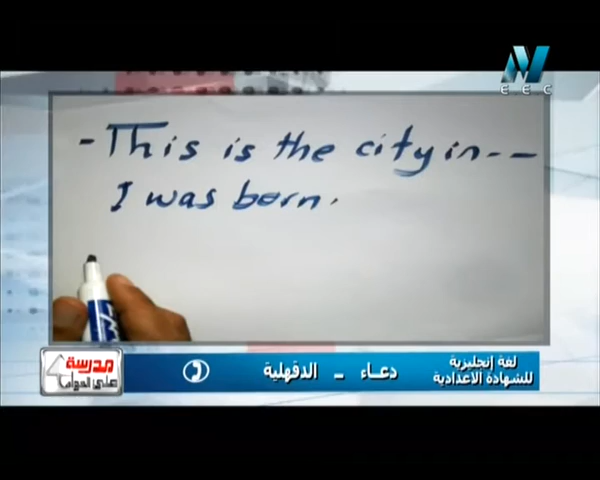 EEC
- This is the city in - -
I was born.
لغة إنجليزية
للشهادة الاعدادية
دعاء - الدقهلية
مدرسة
على الهواء